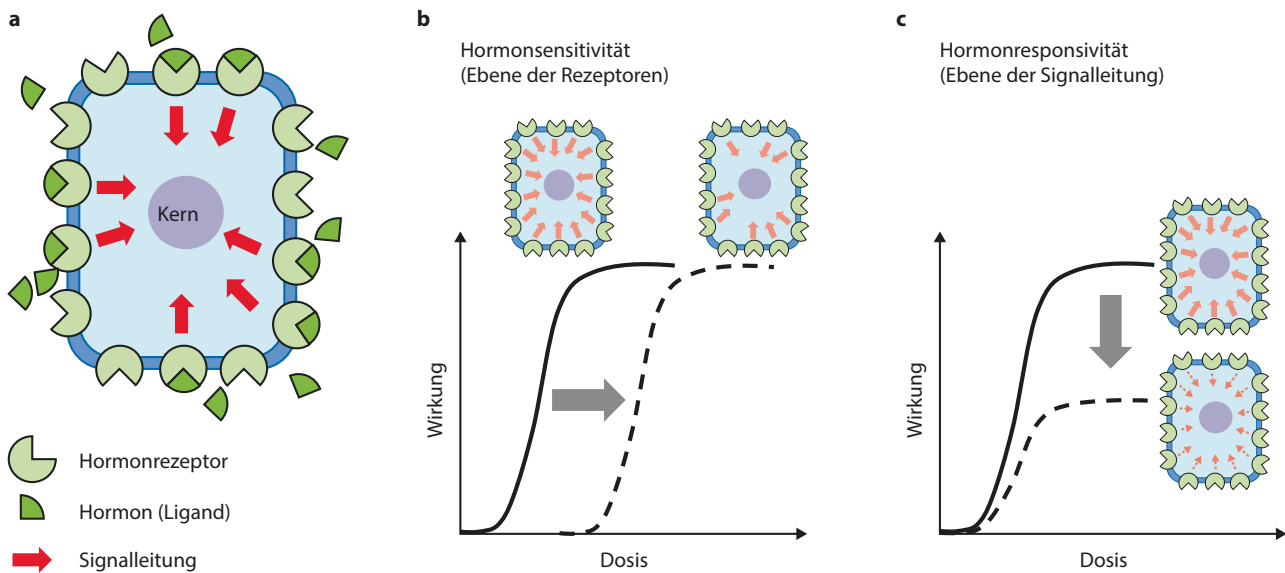 a
Kern
Hormonrezeptor
Hormon (Ligand)
Signalleitung
b
Hormonsensitivität
(Ebene der Rezeptoren)
Wirkung
Dosis
c
Hormonresponsivität
(Ebene der Signalleitung)
Wirkung
Dosis